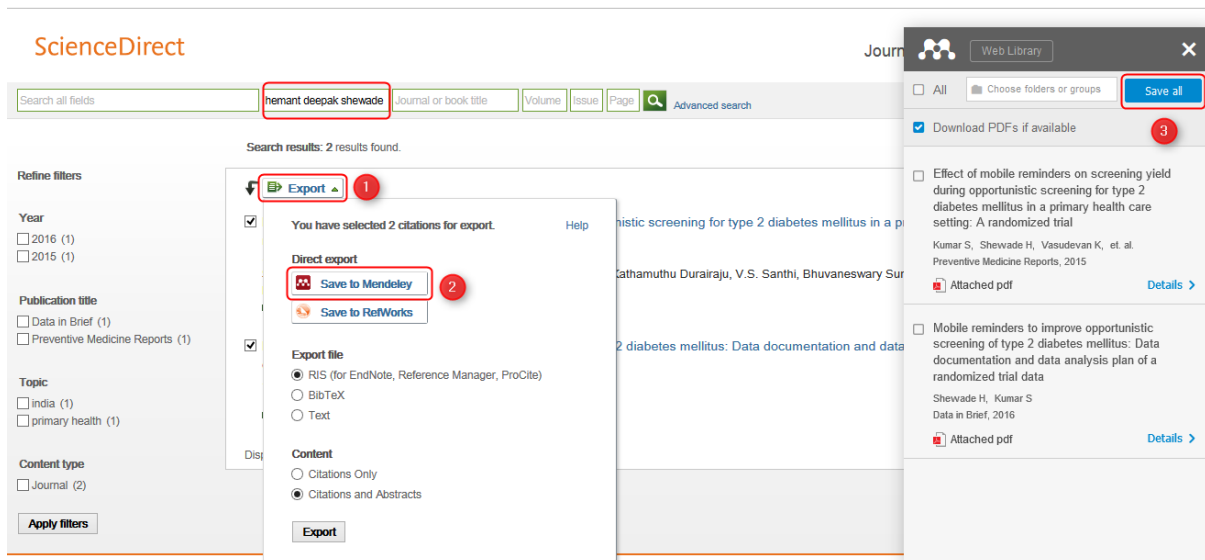 ScienceDirect
Journ
Search all fields
hemant deepak shewade
Journal or book title
Volume
Issue
Page
Advanced search
Search results: 2 results found.
Refine filters
Year
2016 (1)
2015 (1)
Publication title
Data in Brief (1)
Preventive Medicine Reports (1)
Topic
india (1)
primary health (1)
Content type
Journal (2)
Apply filters
Export
1
You have selected 2 citations for export.
Help
Direct export
Save to Mendeley
2
Save to RefWorks
Export file
RIS (for EndNote, Reference Manager, ProCite)
BibTeX
Text
Content
Citations Only
Citations and Abstracts
Export
nistic screening for type 2 diabetes mellitus in a p
Kathamuthu Durairaju, V.S. Santhi, Bhuvaneswary Sur
2 diabetes mellitus: Data documentation and data
Disp
Web Library
All
Choose folders or groups
Save all
Download PDFs if available
3
Effect of mobile reminders on screening yield
during opportunistic screening for type 2
diabetes mellitus in a primary health care
setting: A randomized trial
Kumar S, Shewade H, Vasudevan K, et. al.
Preventive Medicine Reports, 2015
Attached pdf
Details
Mobile reminders to improve opportunistic
screening of type 2 diabetes mellitus: Data
documentation and data analysis plan of a
randomized trial data
Shewade H, Kumar S
Data in Brief, 2016
Attached pdf
Details